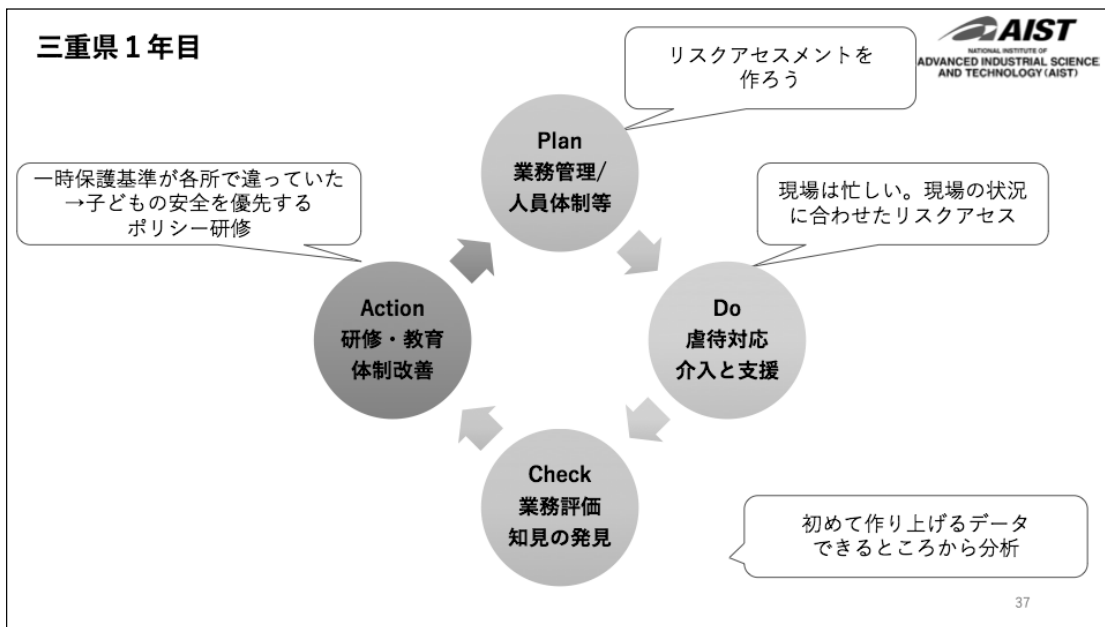 三重県１年目
AIST
NATIONAL INSTITUTE OF
ADVANCED INDUSTRIAL SCIENCE
AND TECHNOLOGY (AIST)
リスクアセスメントを
作ろう
Plan
業務管理/
人員体制等
一時保護基準が各所で違っていた
→子どもの安全を優先する
ポリシー研修
現場は忙しい。現場の状況
に合わせたリスクアセス
Action
研修・教育
体制改善
Do
虐待対応
介入と支援
Check
業務評価
知見の発見
初めて作り上げるデータ
できるところから分析
37